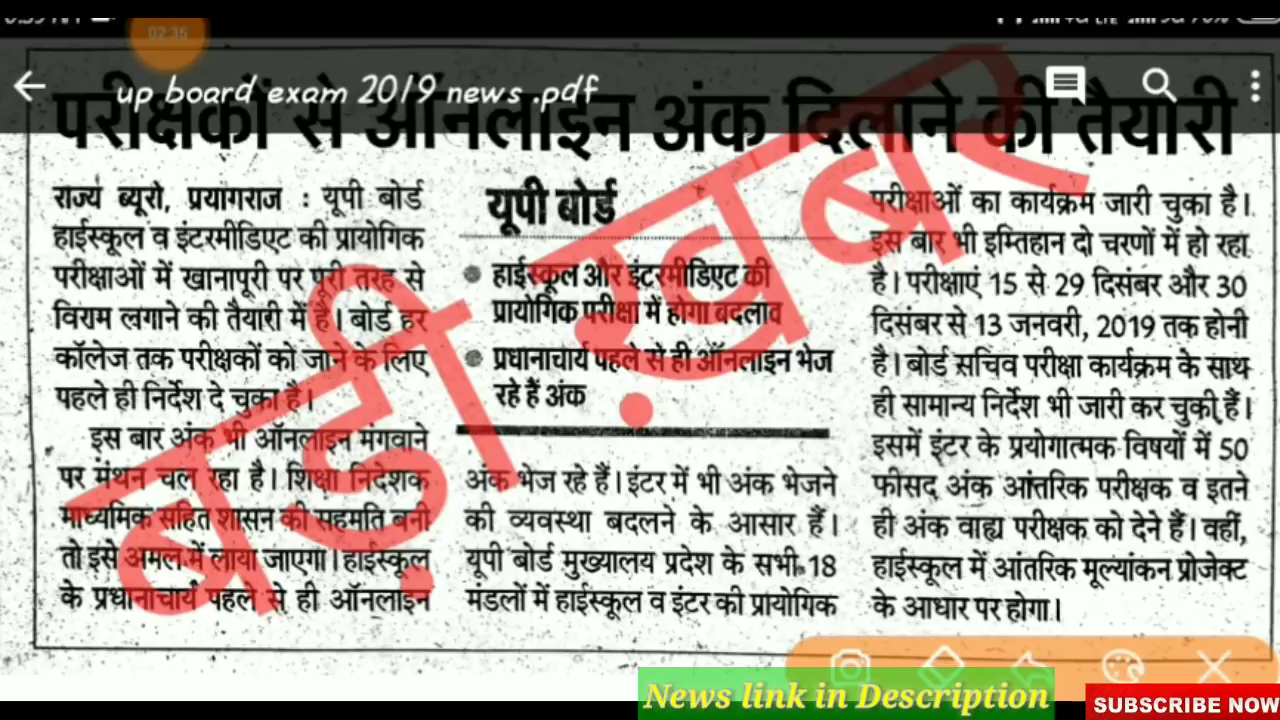 02:36
up board exam 2019 news .pdf
परीक्षकों से ऑनलाइन अंक दिलाने की तैयारी
राज्य ब्यूरो, प्रयागराज : यूपी बोर्ड
हाईस्कूल व इंटरमीडिएट की प्रायोगिक
परीक्षाओं में खानापूरी पर पूरी तरह से
विराम लगाने की तैयारी में है। बोर्ड हर
कॉलेज तक परीक्षकों को जाने के लिए
पहले ही निर्देश दे चुका है।
इस बार अंक भी ऑनलाइन मंगवाने
पर मंथन चल रहा है। शिक्षा निदेशक
माध्यमिक सहित शासन की सहमति बनी
तो इसे अमल में लाया जाएगा। हाईस्कूल
के प्रधानाचार्य पहले से ही ऑनलाइन
यूपी बोर्ड
हाईस्कूल और इंटरमीडिएट की
प्रायोगिक परीक्षा में होगा बदलाव
प्रधानाचार्य पहले से ही ऑनलाइन भेज
रहे हैं अंक
अंक भेज रहे हैं। इंटर में भी अंक भेजने
की व्यवस्था बदलने के आसार हैं।
यूपी बोर्ड मुख्यालय प्रदेश के सभी 18
मंडलों में हाईस्कूल व इंटर की प्रायोगिक
परीक्षाओं का कार्यक्रम जारी चुका है।
इस बार भी इम्तिहान दो चरणों में हो रहा
है। परीक्षाएं 15 से 29 दिसंबर और 30
दिसंबर से 13 जनवरी, 2019 तक होनी
है। बोर्ड सचिव परीक्षा कार्यक्रम के साथ
ही सामान्य निर्देश भी जारी कर चुकी हैं।
इसमें इंटर के प्रयोगात्मक विषयों में 50
फीसद अंक आंतरिक परीक्षक व इतने
ही अंक वाह्य परीक्षक को देने हैं। वहीं,
हाईस्कूल में आंतरिक मूल्यांकन प्रोजेक्ट
के आधार पर होगा।
बड़ी ख़बर
News link in Description
SUBSCRIBE NOW